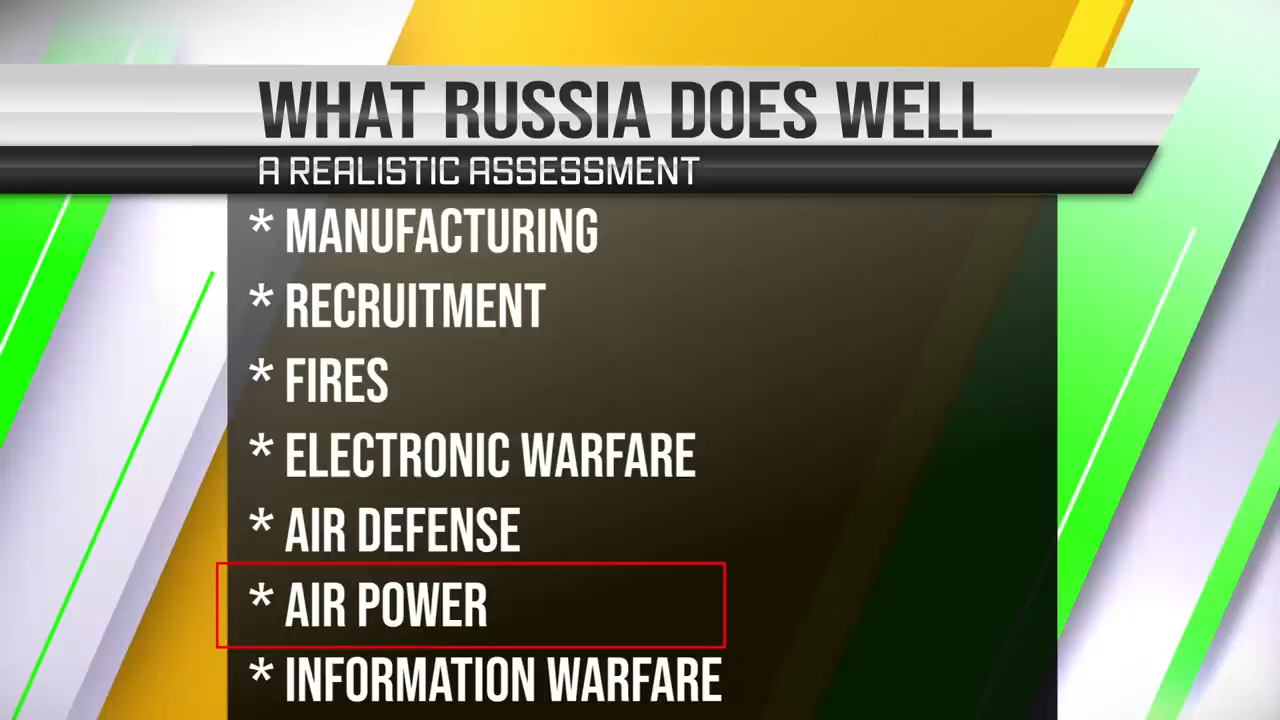 WHAT RUSSIA DOES WELL
A REALISTIC ASSESSMENT
* MANUFACTURING
* RECRUITMENT
* FIRES
* ELECTRONIC WARFARE
* AIR DEFENSE
* AIR POWER
* INFORMATION WARFARE